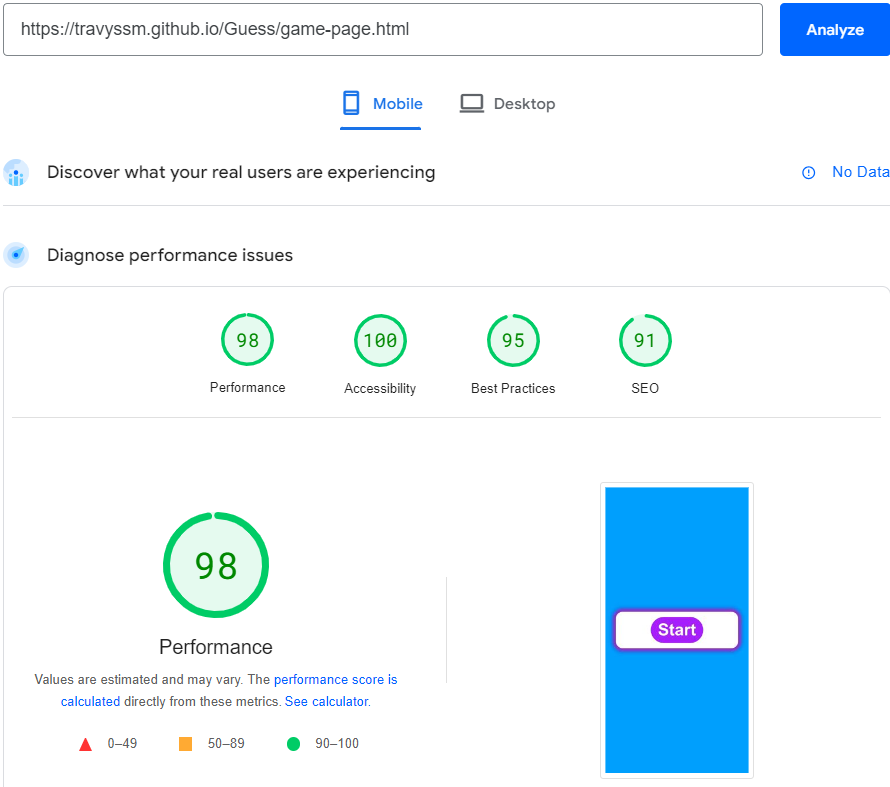 https://travyssm.github.io/Guess/game-page.html
Analyze
Mobile
Desktop
Discover what your real users are experiencing
No Data
Diagnose performance issues
98
100
95
91
Performance
Accessibility
Best Practices
SEO
98
Start
Performance
Values are estimated and may vary. The performance score is
calculated directly from these metrics. See calculator.
0–49
50–89
90–100